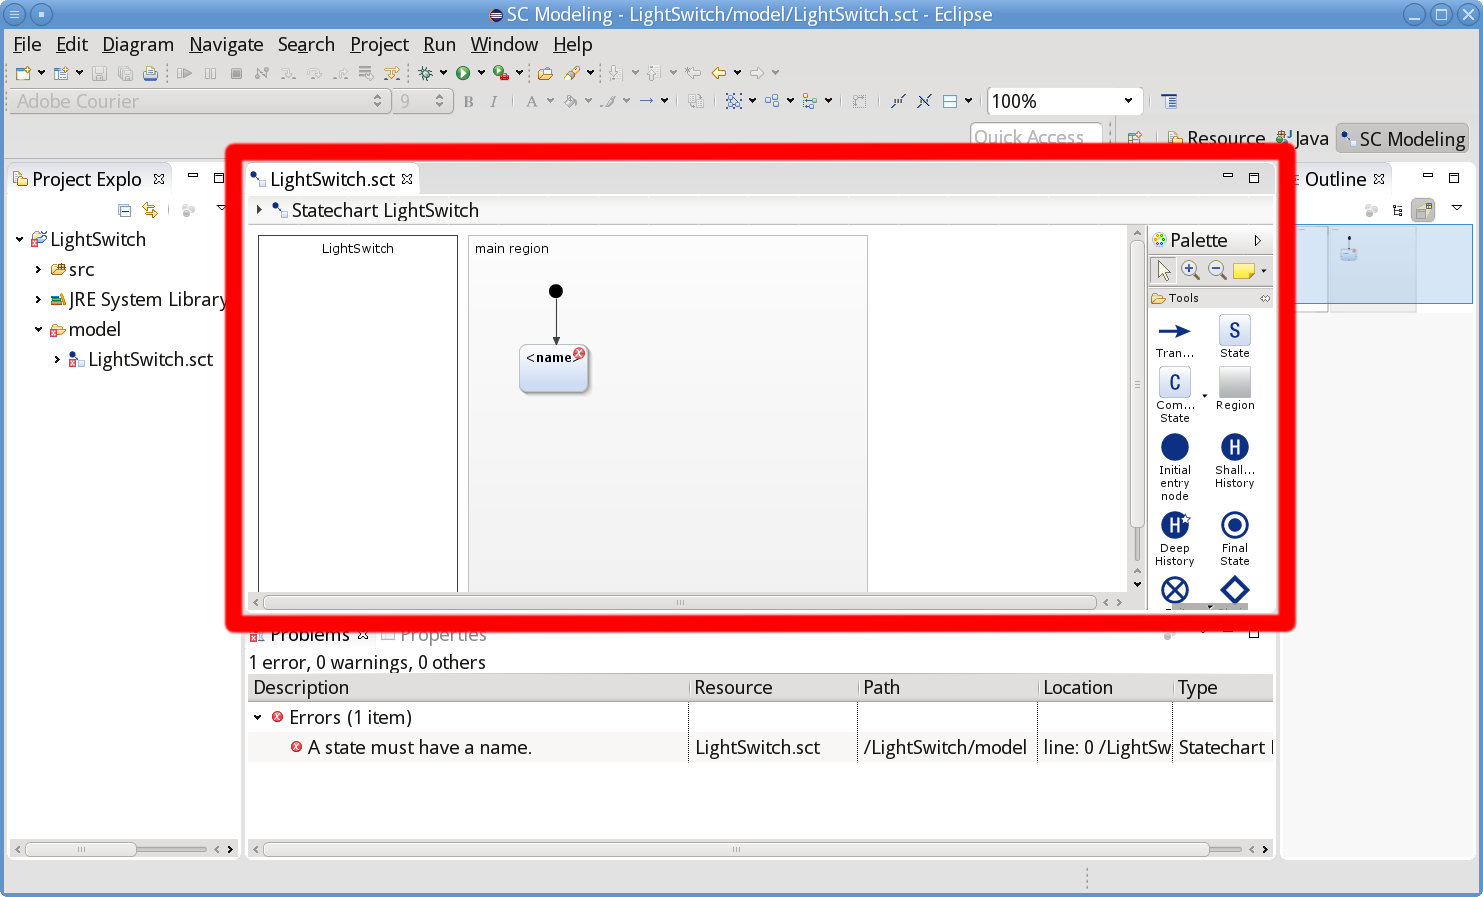 SC Modeling - LightSwitch/model/LightSwitch.sct - Eclipse
File Edit Diagram Navigate Search Project Run Window Help
Adobe Courier 9 B I A 100%
Quick Access Resource Java SC Modeling
Project Explo LightSwitch.sct Outline
Statechart LightSwitch
LightSwitch
src
JRE System Library
model
LightSwitch.sct
LightSwitch
main region
<name>
Palette
Tools
Tran... S State
C Com... State Region
Initial entry node H Shall... History
H Deep History Final State
Problems Properties
1 error, 0 warnings, 0 others
Description Resource Path Location Type
Errors (1 item)
A state must have a name. LightSwitch.sct /LightSwitch/model line: 0 /LightSw Statechart